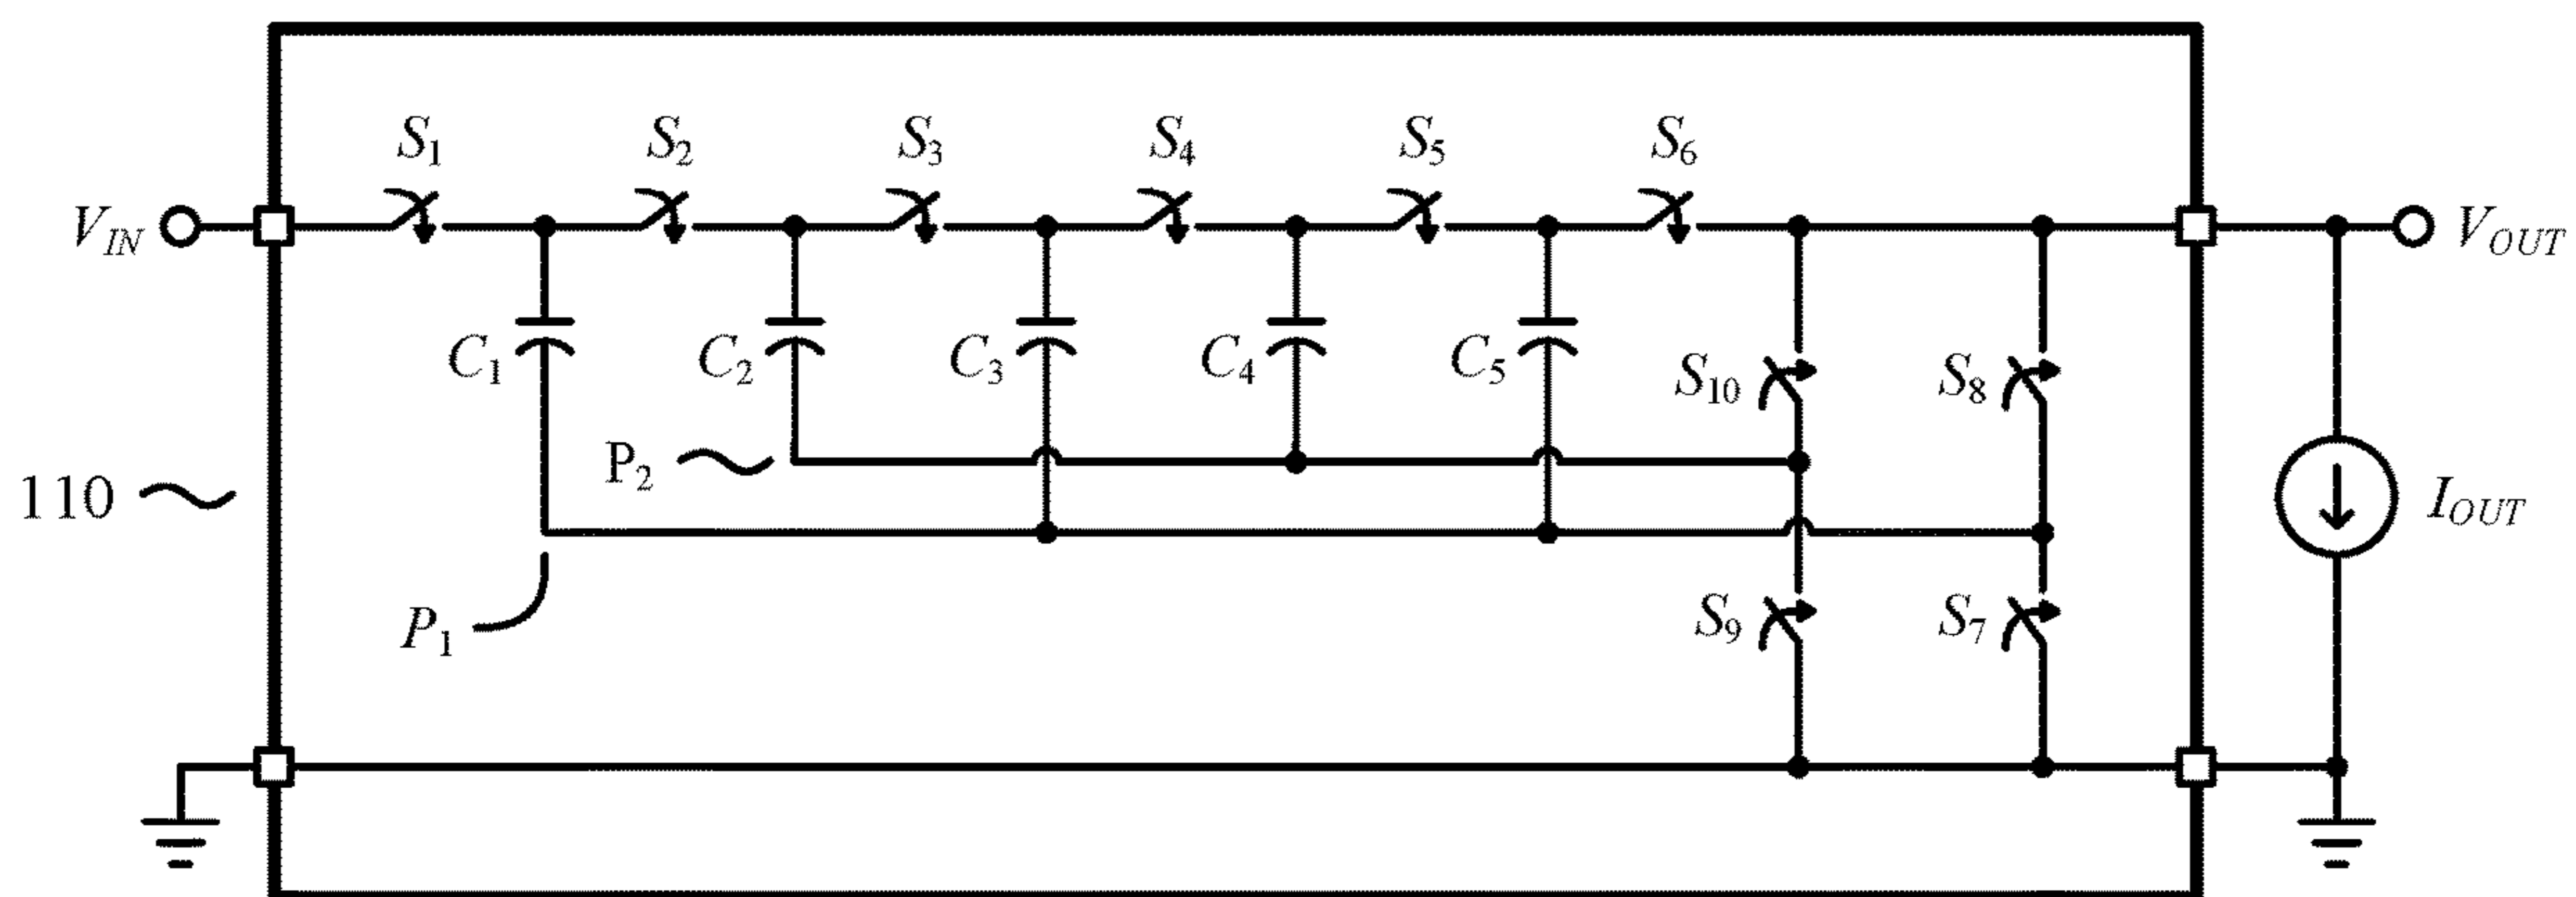 S1 S2 S3 S4 S5 S6
VIN VOUT
C1 C2 C3 C4 C5 S10 S8
P2
110 IOUT
P1 S9 S7